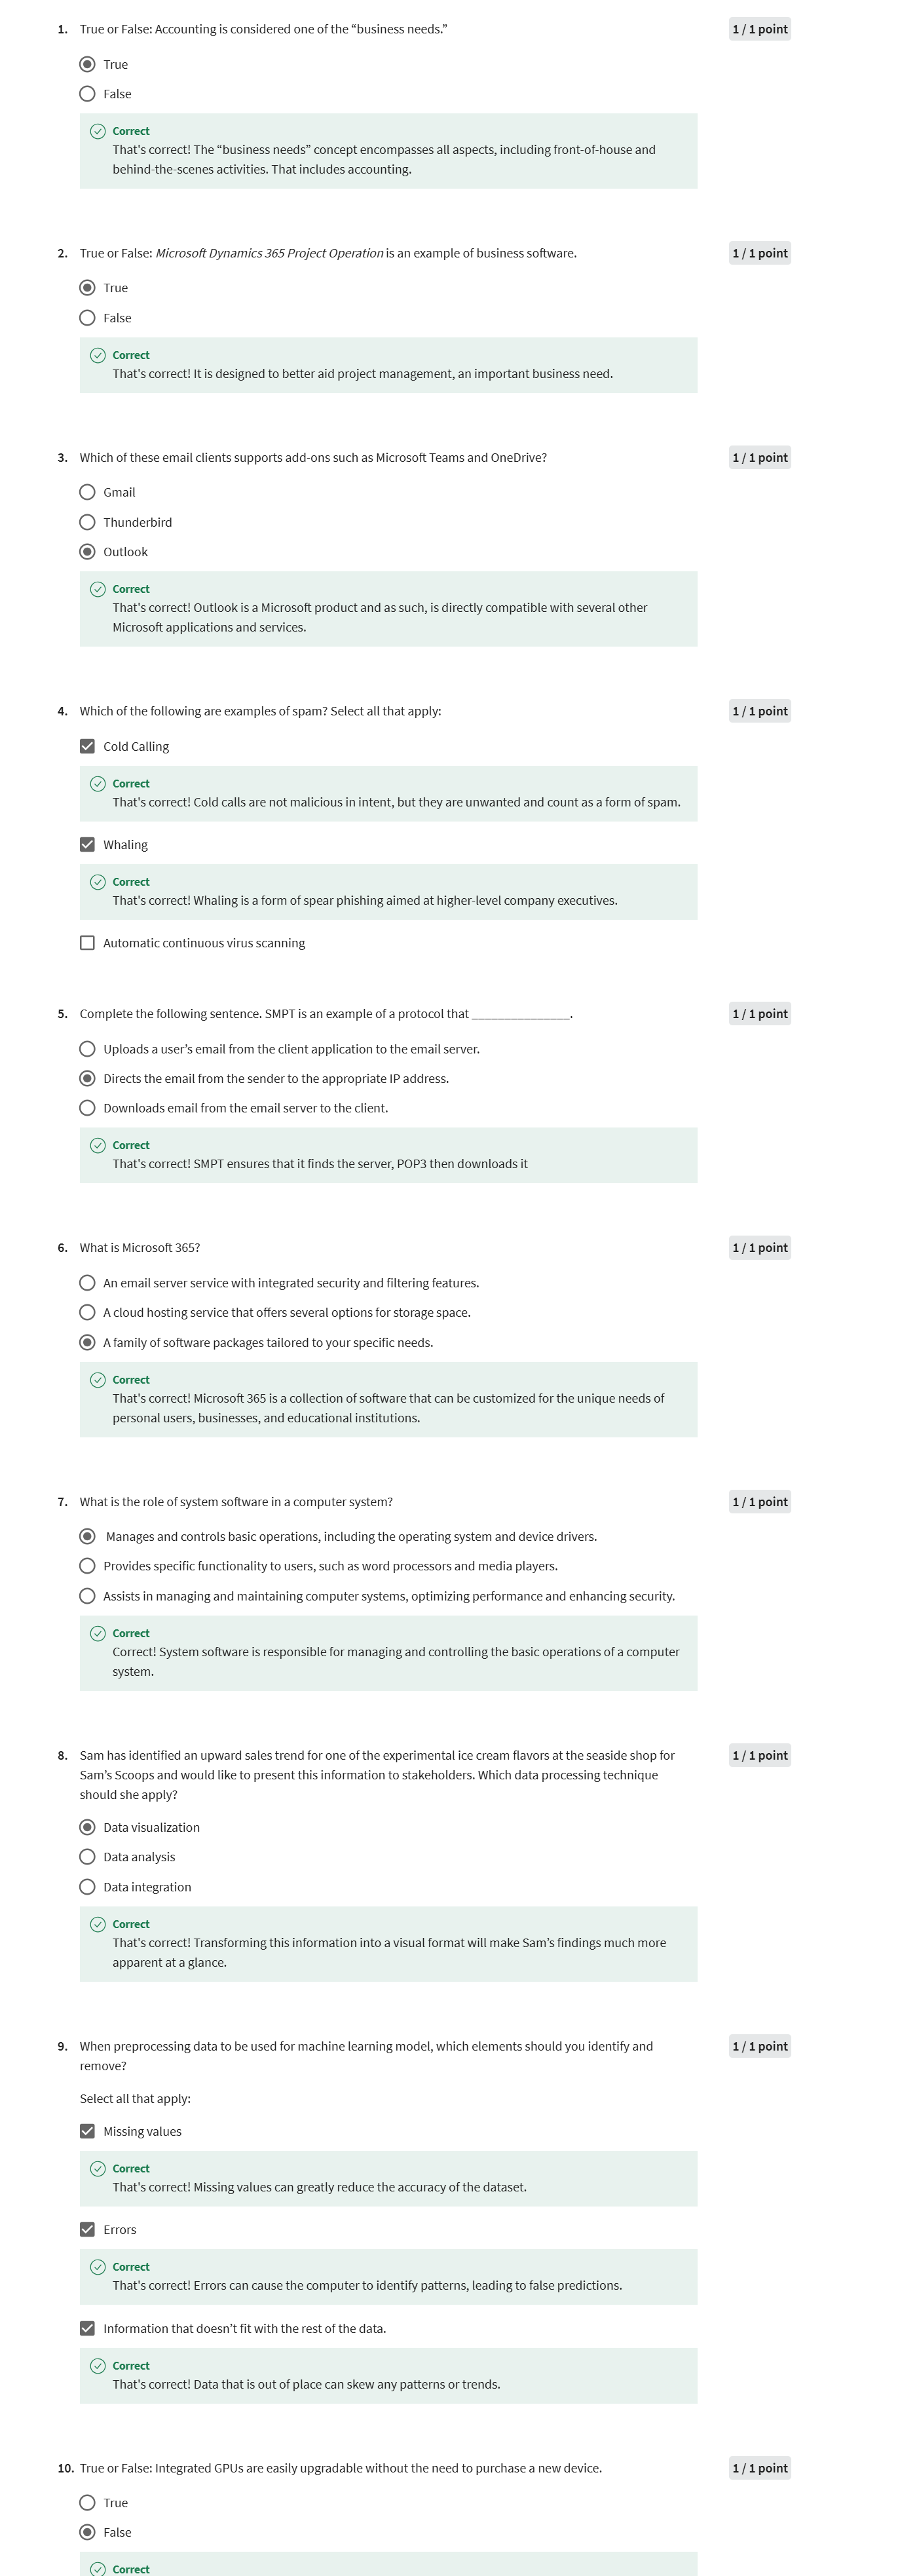 1. True or False: Accounting is considered one of the “business needs.”
1 / 1 point
True
False
Correct
That's correct! The “business needs” concept encompasses all aspects, including front-of-house and
behind-the-scenes activities. That includes accounting.
2. True or False: Microsoft Dynamics 365 Project Operation is an example of business software.
1 / 1 point
True
False
Correct
That's correct! It is designed to better aid project management, an important business need.
3. Which of these email clients supports add-ons such as Microsoft Teams and OneDrive?
1 / 1 point
Gmail
Thunderbird
Outlook
Correct
That's correct! Outlook is a Microsoft product and as such, is directly compatible with several other
Microsoft applications and services.
4. Which of the following are examples of spam? Select all that apply:
1 / 1 point
Cold Calling
Correct
That's correct! Cold calls are not malicious in intent, but they are unwanted and count as a form of spam.
Whaling
Correct
That's correct! Whaling is a form of spear phishing aimed at higher-level company executives.
Automatic continuous virus scanning
5. Complete the following sentence. SMPT is an example of a protocol that _______________.
1 / 1 point
Uploads a user’s email from the client application to the email server.
Directs the email from the sender to the appropriate IP address.
Downloads email from the email server to the client.
Correct
That's correct! SMPT ensures that it finds the server, POP3 then downloads it
6. What is Microsoft 365?
1 / 1 point
An email server service with integrated security and filtering features.
A cloud hosting service that offers several options for storage space.
A family of software packages tailored to your specific needs.
Correct
That's correct! Microsoft 365 is a collection of software that can be customized for the unique needs of
personal users, businesses, and educational institutions.
7. What is the role of system software in a computer system?
1 / 1 point
Manages and controls basic operations, including the operating system and device drivers.
Provides specific functionality to users, such as word processors and media players.
Assists in managing and maintaining computer systems, optimizing performance and enhancing security.
Correct
Correct! System software is responsible for managing and controlling the basic operations of a computer
system.
8. Sam has identified an upward sales trend for one of the experimental ice cream flavors at the seaside shop for
1 / 1 point
Sam’s Scoops and would like to present this information to stakeholders. Which data processing technique
should she apply?
Data visualization
Data analysis
Data integration
Correct
That's correct! Transforming this information into a visual format will make Sam’s findings much more
apparent at a glance.
9. When preprocessing data to be used for machine learning model, which elements should you identify and
1 / 1 point
remove?
Select all that apply:
Missing values
Correct
That's correct! Missing values can greatly reduce the accuracy of the dataset.
Errors
Correct
That's correct! Errors can cause the computer to identify patterns, leading to false predictions.
Information that doesn’t fit with the rest of the data.
Correct
That's correct! Data that is out of place can skew any patterns or trends.
10. True or False: Integrated GPUs are easily upgradable without the need to purchase a new device.
1 / 1 point
True
False
Correct